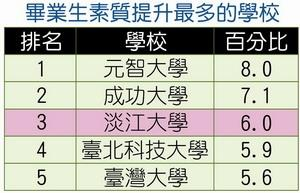 畢業生素質提升最多的學校
排名 學校 百分比
1 元智大學 8.0
2 成功大學 7.1
3 淡江大學 6.0
4 臺北科技大學 5.9
5 臺灣大學 5.6